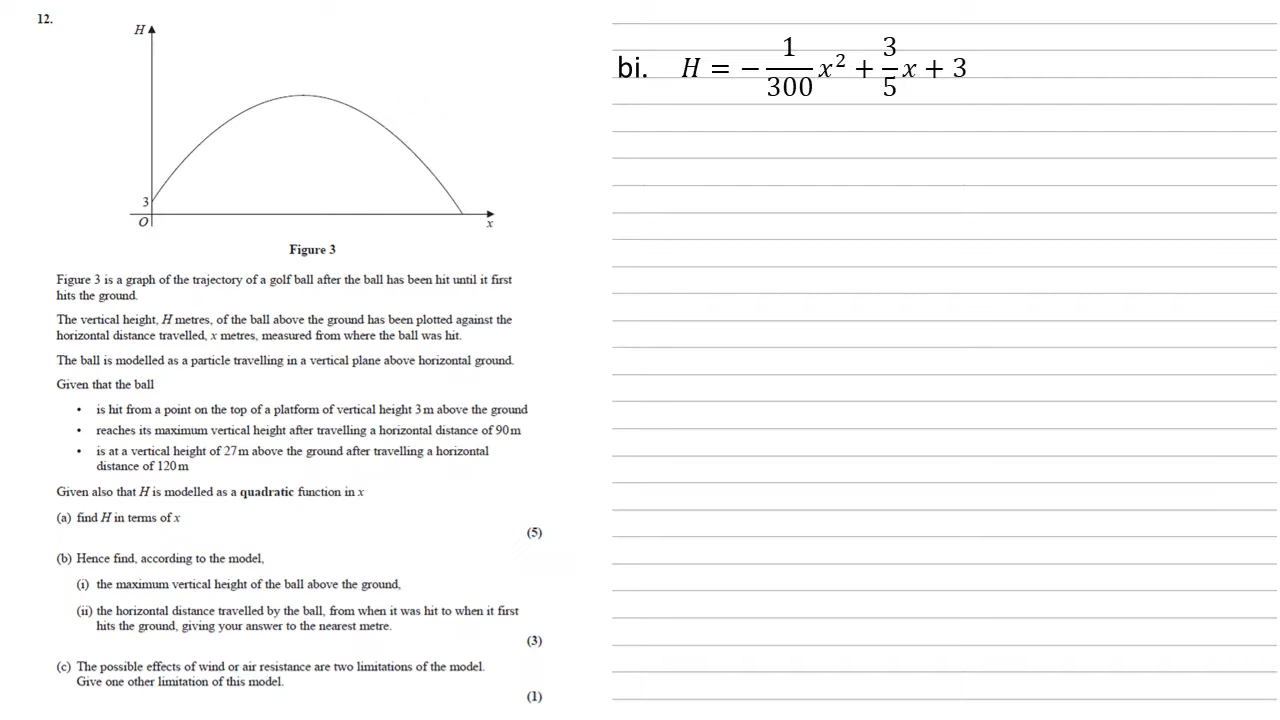 12.
H
3
O
x
Figure 3
Figure 3 is a graph of the trajectory of a golf ball after the ball has been hit until it first
hits the ground.
The vertical height, H metres, of the ball above the ground has been plotted against the
horizontal distance travelled, x metres, measured from where the ball was hit.
The ball is modelled as a particle travelling in a vertical plane above horizontal ground.
Given that the ball
• is hit from a point on the top of a platform of vertical height 3 m above the ground
• reaches its maximum vertical height after travelling a horizontal distance of 90 m
• is at a vertical height of 27 m above the ground after travelling a horizontal
distance of 120 m
Given also that H is modelled as a quadratic function in x
(a) find H in terms of x
(5)
(b) Hence find, according to the model,
(i) the maximum vertical height of the ball above the ground,
(ii) the horizontal distance travelled by the ball, from when it was hit to when it first
hits the ground, giving your answer to the nearest metre.
(3)
(c) The possible effects of wind or air resistance are two limitations of the model.
Give one other limitation of this model.
(1)
bi. H = −1/300 x² + 3/5 x + 3